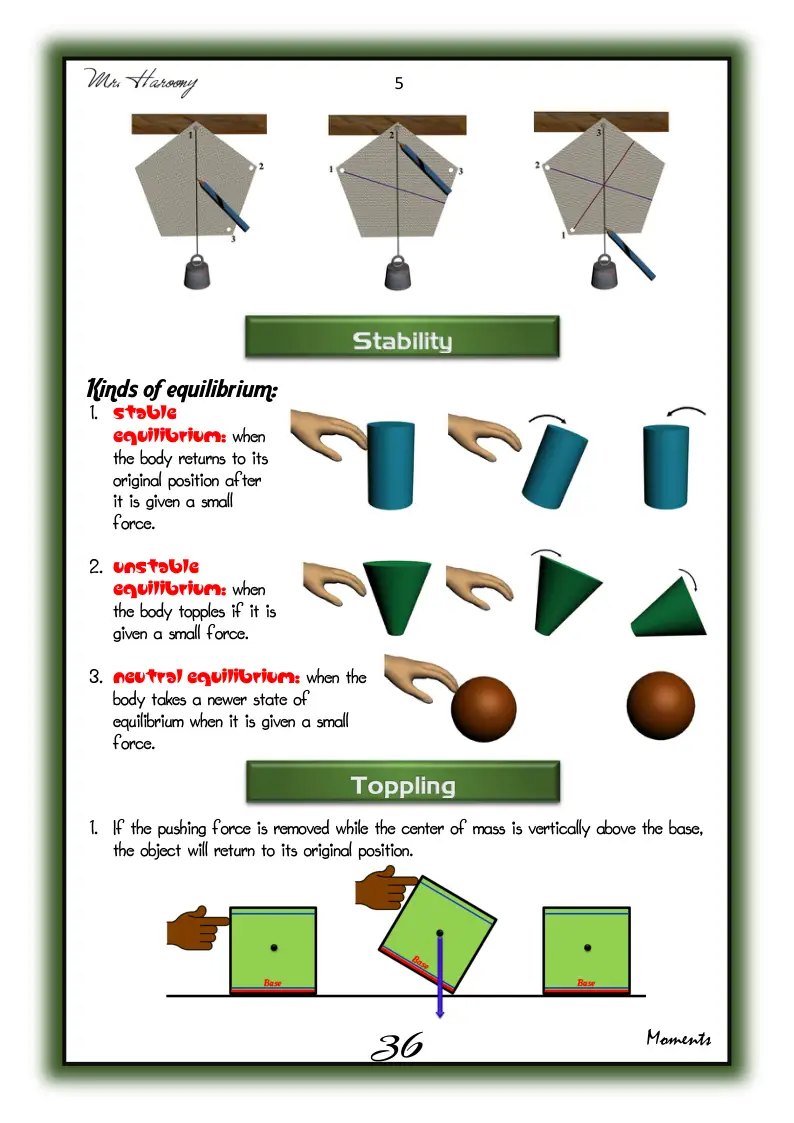 Mr. Haroony
5
1
2
3
2
1
3
3
2
1
Stability
Kinds of equilibrium:
1. stable
equilibrium: when
the body returns to its
original position after
it is given a small
force.
2. unstable
equilibrium: when
the body topples if it is
given a small force.
3. neutral equilibrium: when the
body takes a newer state of
equilibrium when it is given a small
force.
Toppling
1. If the pushing force is removed while the center of mass is vertically above the base,
the object will return to its original position.
Base
Base
Base
36
Moments